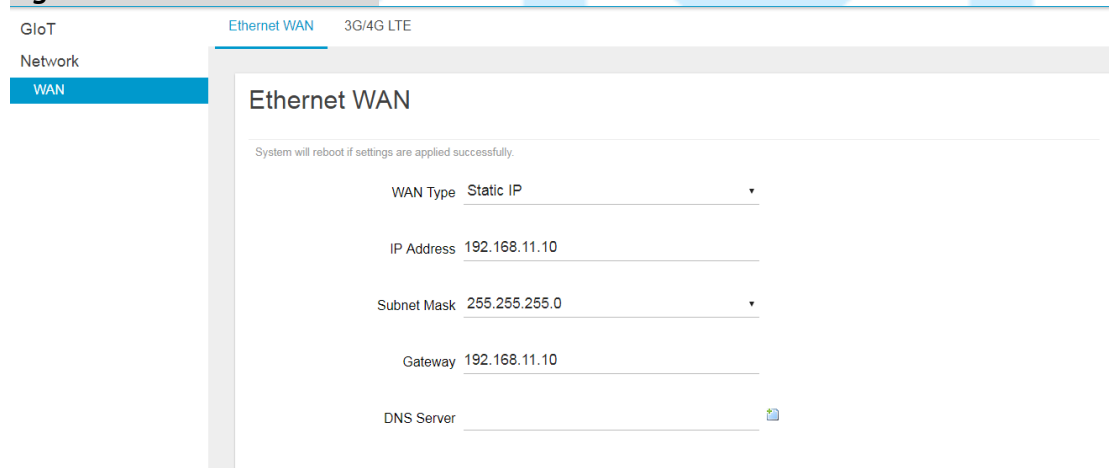 GIoT
Ethernet WAN 3G/4G LTE
Network
WAN
Ethernet WAN
System will reboot if settings are applied successfully.
WAN Type Static IP
IP Address 192.168.11.10
Subnet Mask 255.255.255.0
Gateway 192.168.11.10
DNS Server